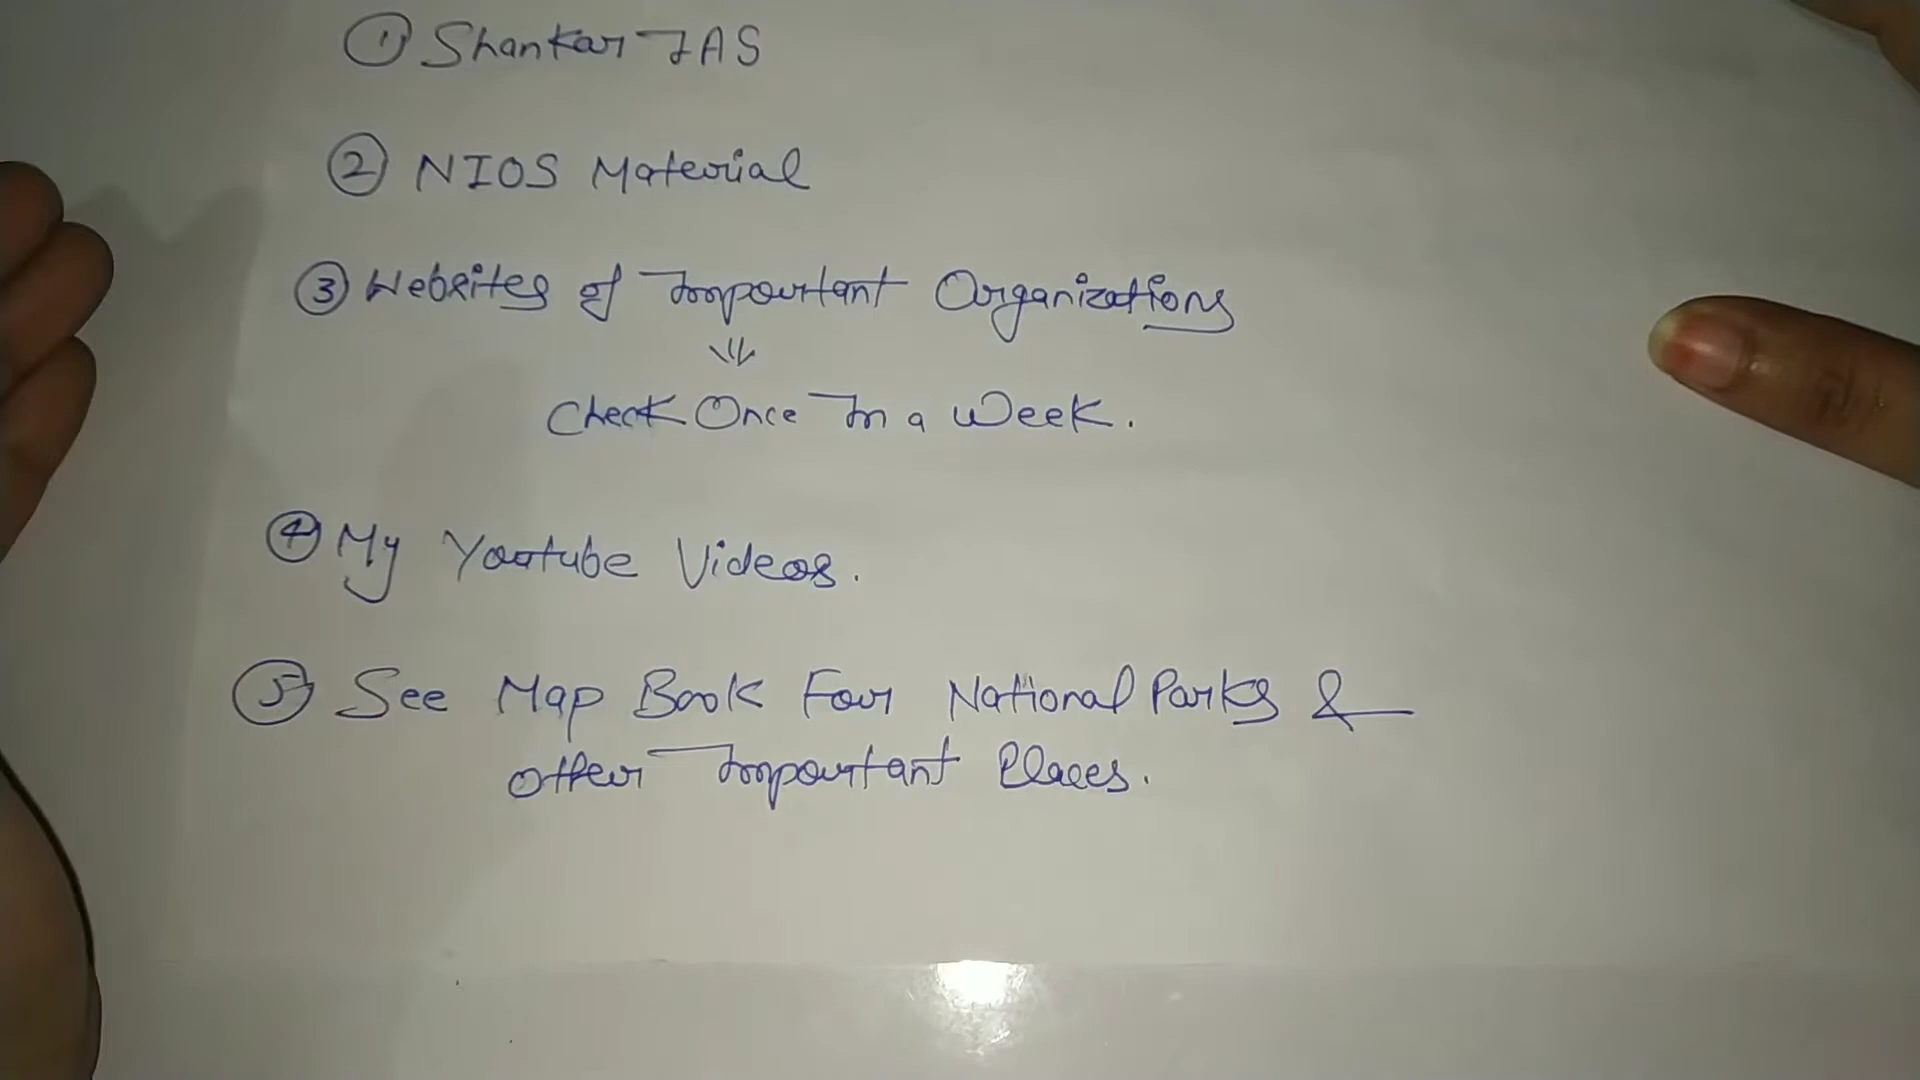 ① Shankar IAS
② NIOS Material
③ Websites of Important Organizations
⇓
Check Once In a Week.
④ My Youtube Videos.
⑤ See Map Book For National Parks &
other Important Places.